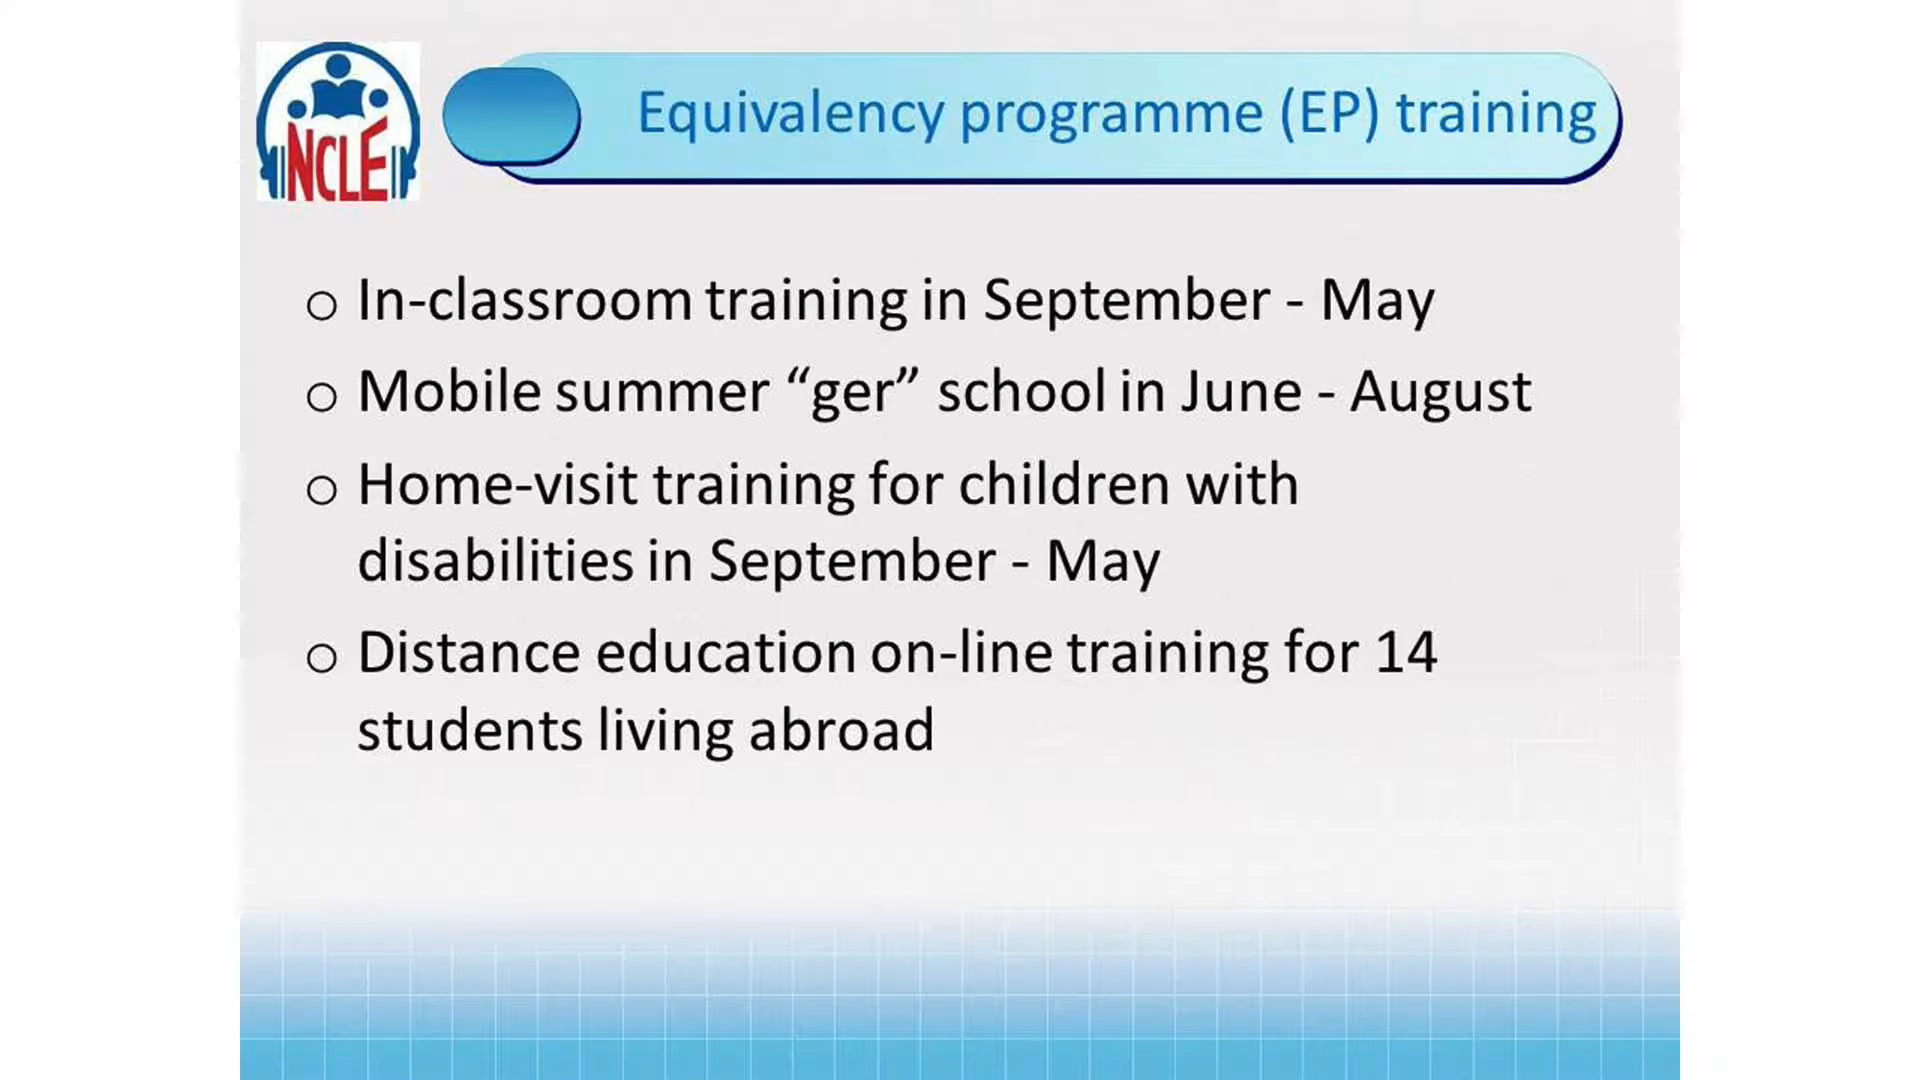 NCLE
Equivalency programme (EP) training
o In-classroom training in September - May
o Mobile summer “ger” school in June - August
o Home-visit training for children with
disabilities in September - May
o Distance education on-line training for 14
students living abroad